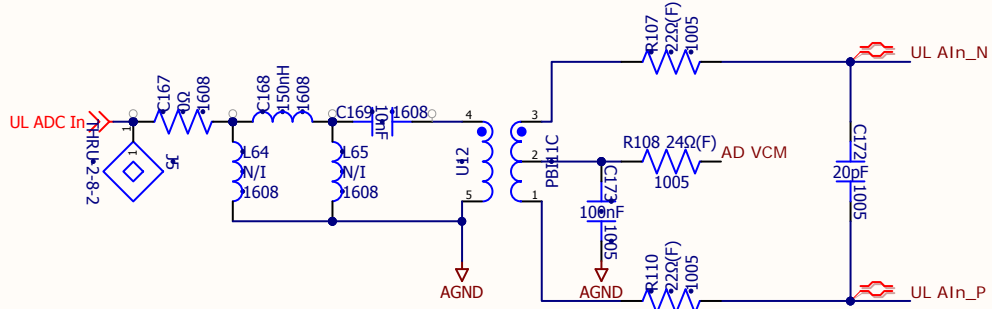 R107
22Ω(F)
1005
UL AIn_N
C167
0Ω
1608
C168
150nH
1608
C169
10nF
1608
UL ADC In
1
1
THRU-2-8-2
J5
L64
N/I
1608
L65
N/I
1608
4
5
U12
3
2
1
PBI11C
R108 24Ω(F)
1005
AD VCM
C173
100nF
1005
C172
20pF
1005
AGND
AGND
R110
22Ω(F)
1005
UL AIn_P